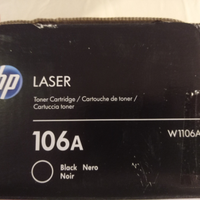 hp
LASER
Toner Cartridge / Cartouche de toner /
Cartuccia toner
106A
W1106A
Black Nero
Noir